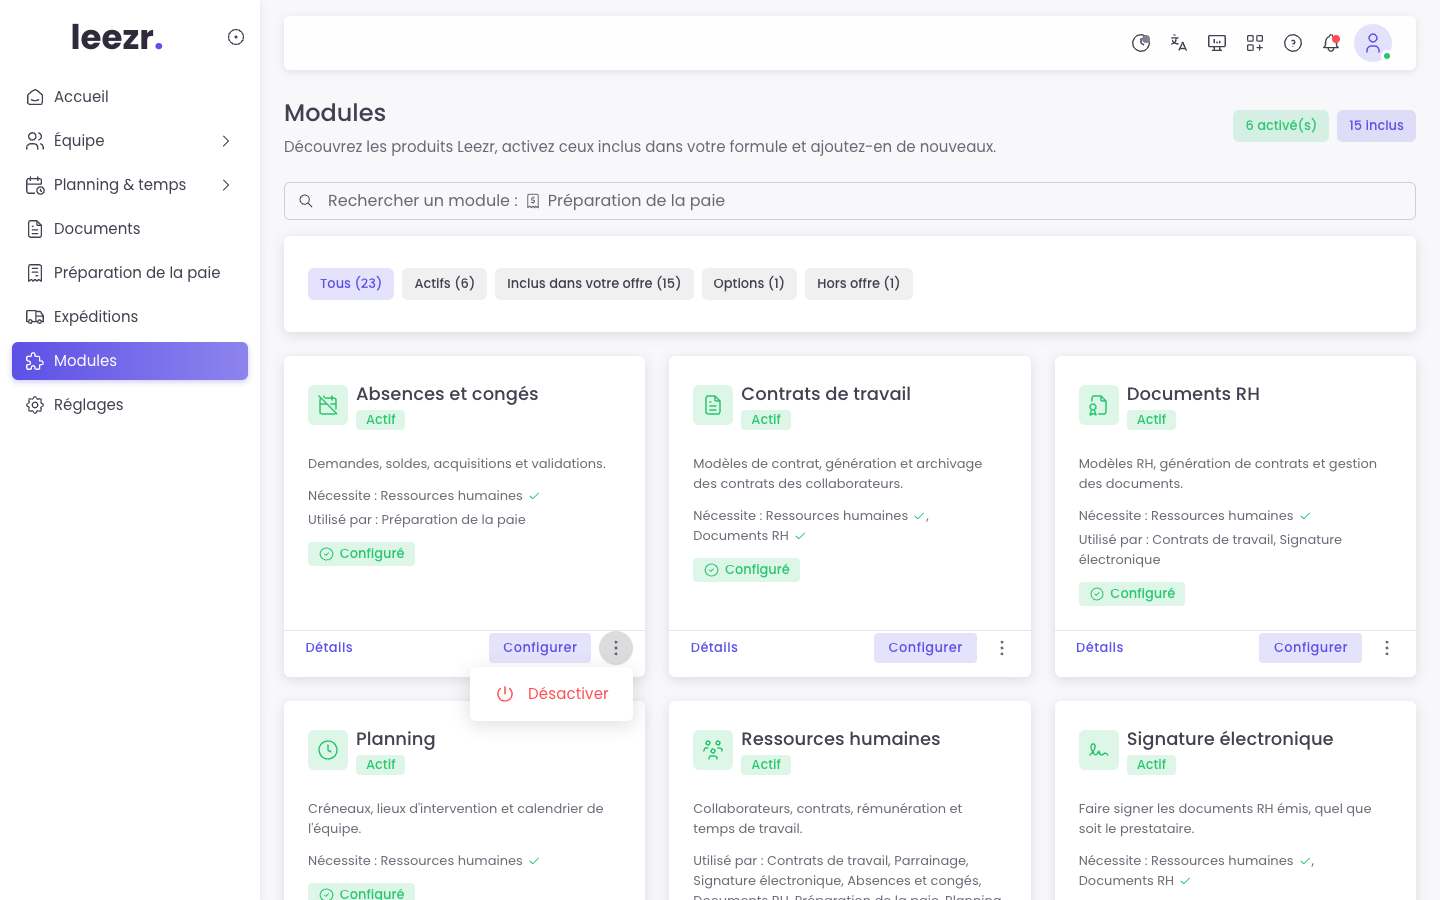 leezr.
Accueil
Équipe
Planning & temps
Documents
Préparation de la paie
Expéditions
Modules
Réglages
Modules
Découvrez les produits Leezr, activez ceux inclus dans votre formule et ajoutez-en de nouveaux.
6 activé(s)
15 inclus
Rechercher un module : Préparation de la paie
Tous (23)
Actifs (6)
Inclus dans votre offre (15)
Options (1)
Hors offre (1)
Absences et congés
Actif
Demandes, soldes, acquisitions et validations.
Nécessite : Ressources humaines ✓
Utilisé par : Préparation de la paie
Configuré
Détails
Configurer
Désactiver
Contrats de travail
Actif
Modèles de contrat, génération et archivage
des contrats des collaborateurs.
Nécessite : Ressources humaines ✓,
Documents RH ✓
Configuré
Détails
Configurer
Documents RH
Actif
Modèles RH, génération de contrats et gestion
des documents.
Nécessite : Ressources humaines ✓
Utilisé par : Contrats de travail, Signature
électronique
Configuré
Détails
Configurer
Planning
Actif
Créneaux, lieux d'intervention et calendrier de
l'équipe.
Nécessite : Ressources humaines ✓
Configuré
Ressources humaines
Actif
Collaborateurs, contrats, rémunération et
temps de travail.
Utilisé par : Contrats de travail, Parrainage,
Signature électronique, Absences et congés,
Documents RH, Préparation de la paie, Planning
Signature électronique
Actif
Faire signer les documents RH émis, quel que
soit le prestataire.
Nécessite : Ressources humaines ✓,
Documents RH ✓